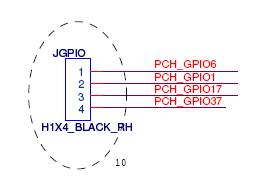 JGPIO
1 PCH_GPIO6
2 PCH_GPIO1
3 PCH_GPIO17
4 PCH_GPIO37
H1X4_BLACK_RH
10